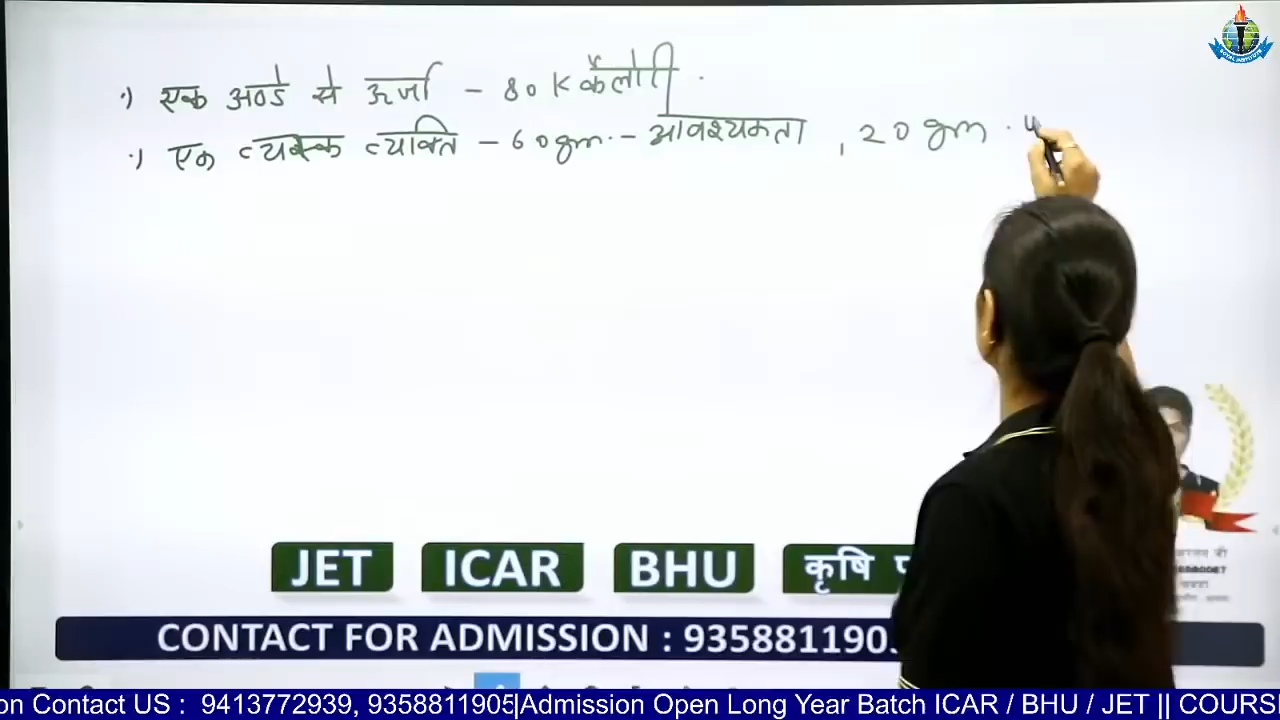 एक अण्डे से ऊर्जा - 80 K कैलोरी.
एक व्यस्क व्यक्ति - 60 gm. - आवश्यकता , 20 gm.
JET ICAR BHU कृषि
CONTACT FOR ADMISSION : 935881190
on Contact US : 9413772939, 9358811905|Admission Open Long Year Batch ICAR / BHU / JET || COURS